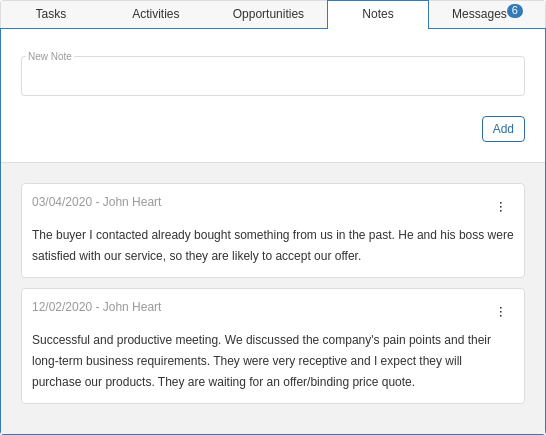 Tasks Activities Opportunities Notes Messages 6
New Note
Add
03/04/2020 - John Heart
The buyer I contacted already bought something from us in the past. He and his boss were
satisfied with our service, so they are likely to accept our offer.
12/02/2020 - John Heart
Successful and productive meeting. We discussed the company's pain points and their
long-term business requirements. They were very receptive and I expect they will
purchase our products. They are waiting for an offer/binding price quote.